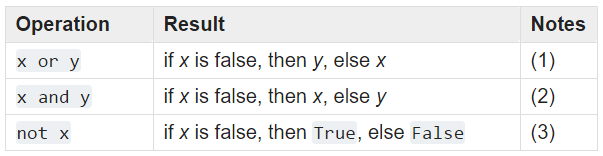 Operation Result Notes
x or y if x is false, then y, else x (1)
x and y if x is false, then x, else y (2)
not x if x is false, then True, else False (3)